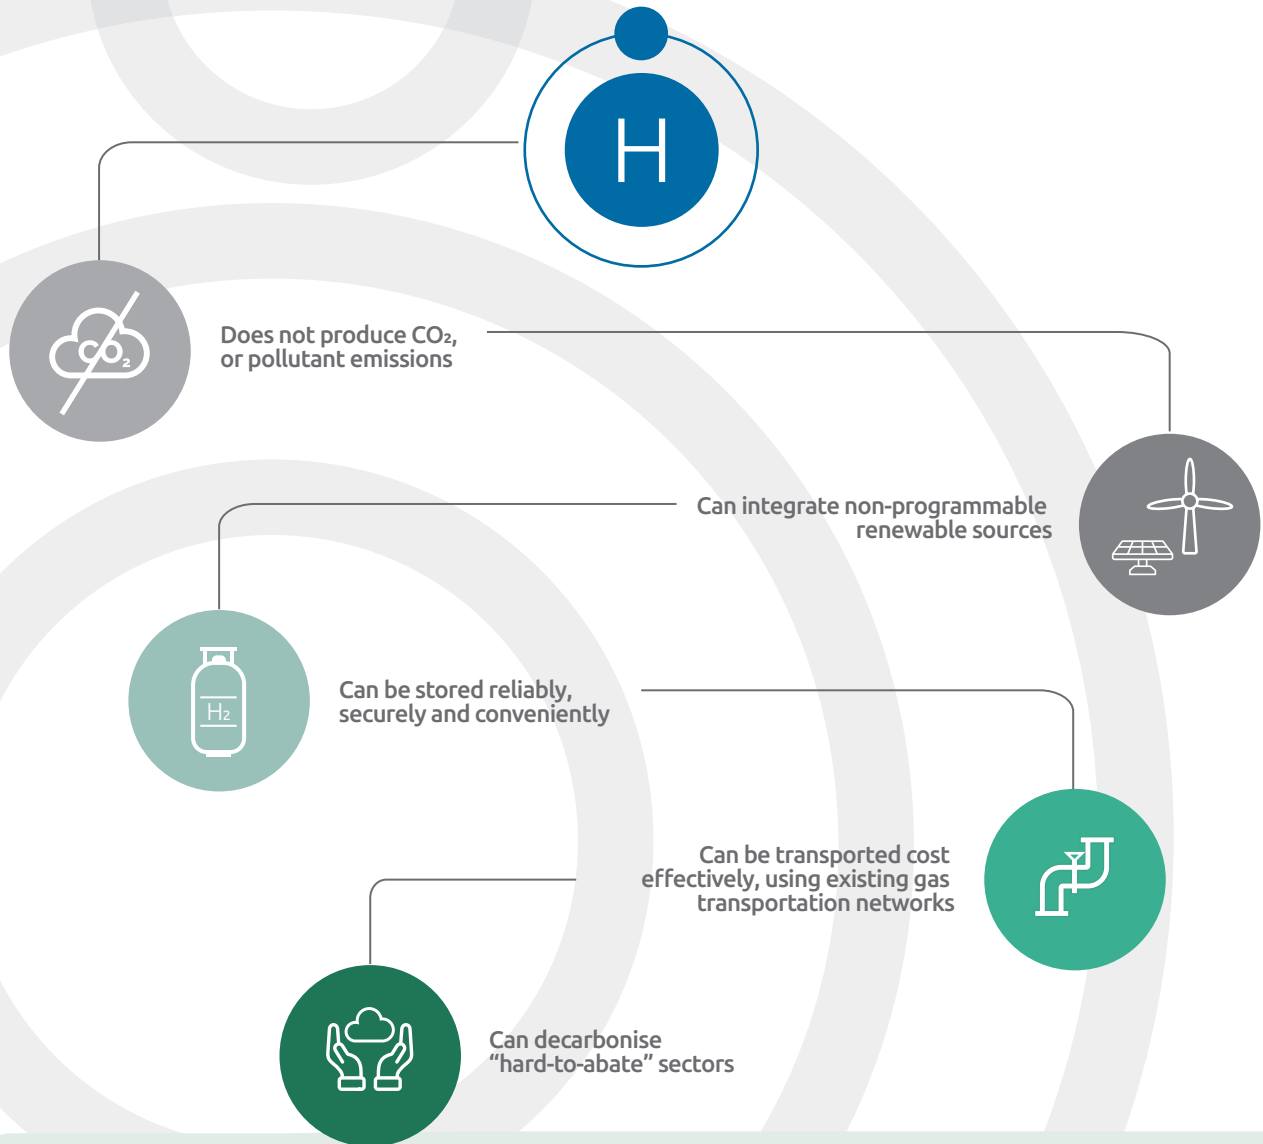 H
CO₂
Does not produce CO₂,
or pollutant emissions
Can integrate non-programmable
renewable sources
H₂
Can be stored reliably,
securely and conveniently
Can be transported cost
effectively, using existing gas
transportation networks
Can decarbonise
“hard-to-abate” sectors